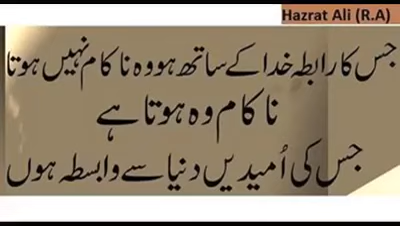 Hazrat Ali (R.A)
جس کا رابطہ خدا کے ساتھ ہو وہ ناکام نہیں ہوتا
ناکام وہ ہوتا ہے
جس کی اُمیدیں دنیا سے وابستہ ہوں